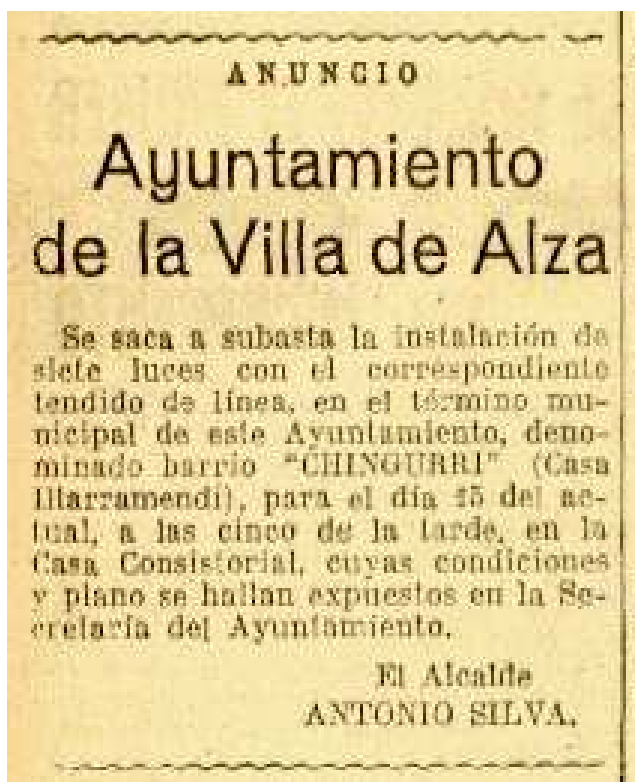 ANUNCIO
Ayuntamiento
de la Villa de Alza
Se saca a subasta la instalación de
siete luces con el correspondiente
tendido de línea, en el término mu-
nicipal de este Ayuntamiento, deno-
minado barrio "CHINGURRI" (Casa
Illarramendi), para el día 15 del ac-
tual, a las cinco de la tarde, en la
Casa Consistorial, cuyas condiciones
y plano se hallan expuestos en la Se-
cretaría del Ayuntamiento.
El Alcalde
ANTONIO SILVA.